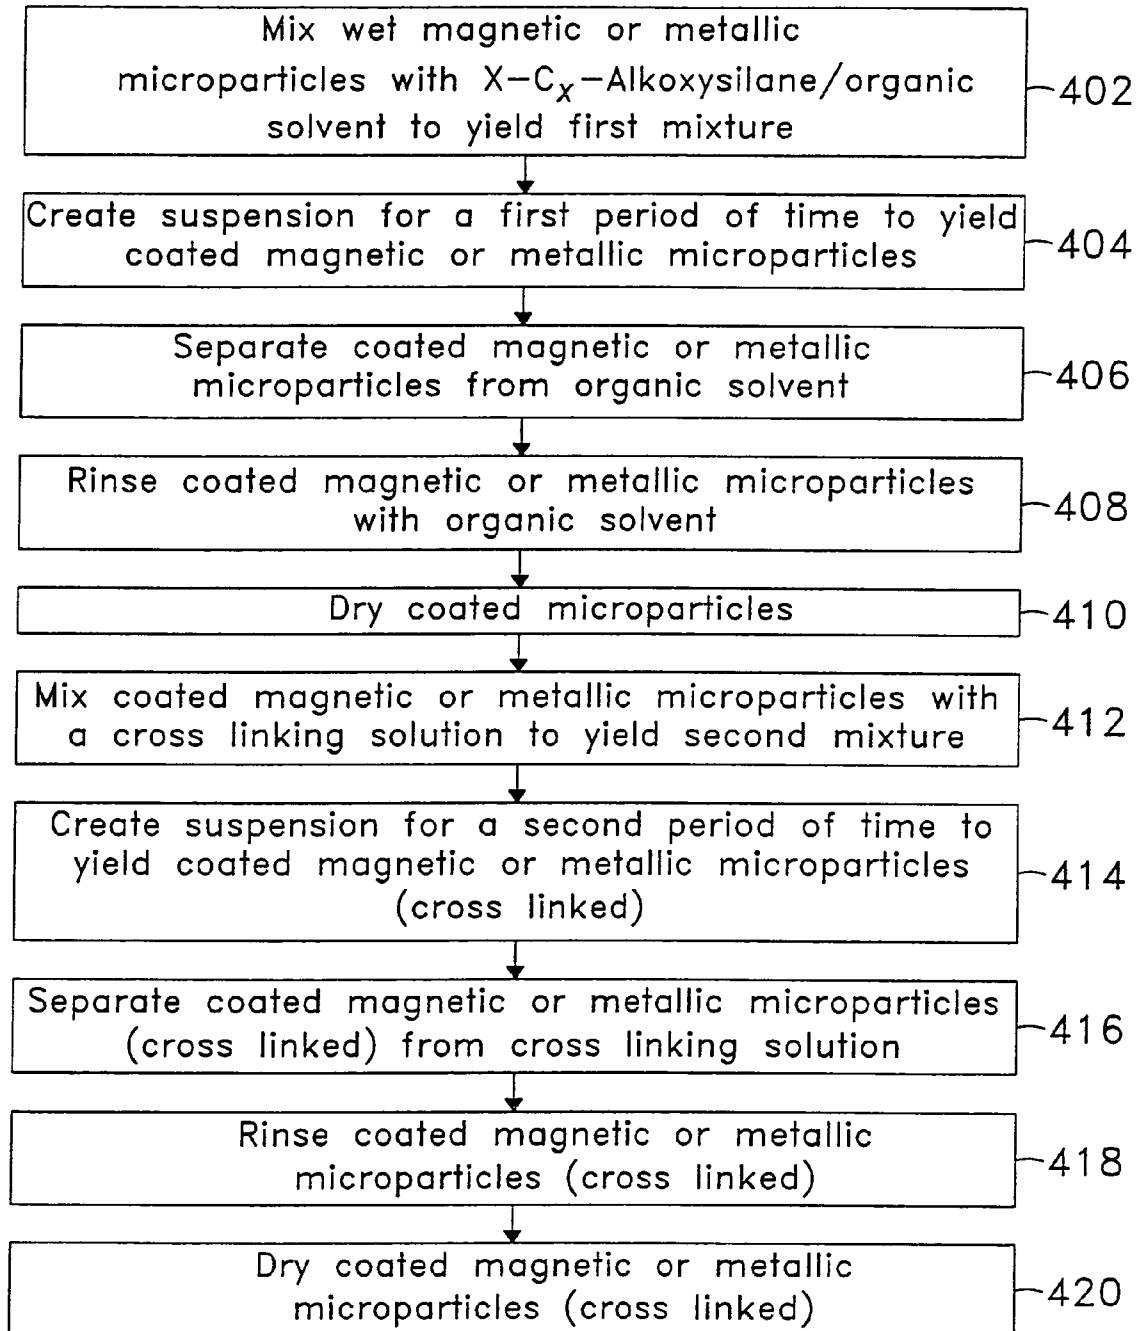 Mix wet magnetic or metallic
microparticles with X-Cx-Alkoxysilane/organic
solvent to yield first mixture
402
Create suspension for a first period of time to yield
coated magnetic or metallic microparticles
404
Separate coated magnetic or metallic
microparticles from organic solvent
406
Rinse coated magnetic or metallic microparticles
with organic solvent
408
Dry coated microparticles
410
Mix coated magnetic or metallic microparticles with
a cross linking solution to yield second mixture
412
Create suspension for a second period of time to
yield coated magnetic or metallic microparticles
(cross linked)
414
Separate coated magnetic or metallic microparticles
(cross linked) from cross linking solution
416
Rinse coated magnetic or metallic
microparticles (cross linked)
418
Dry coated magnetic or metallic
microparticles (cross linked)
420